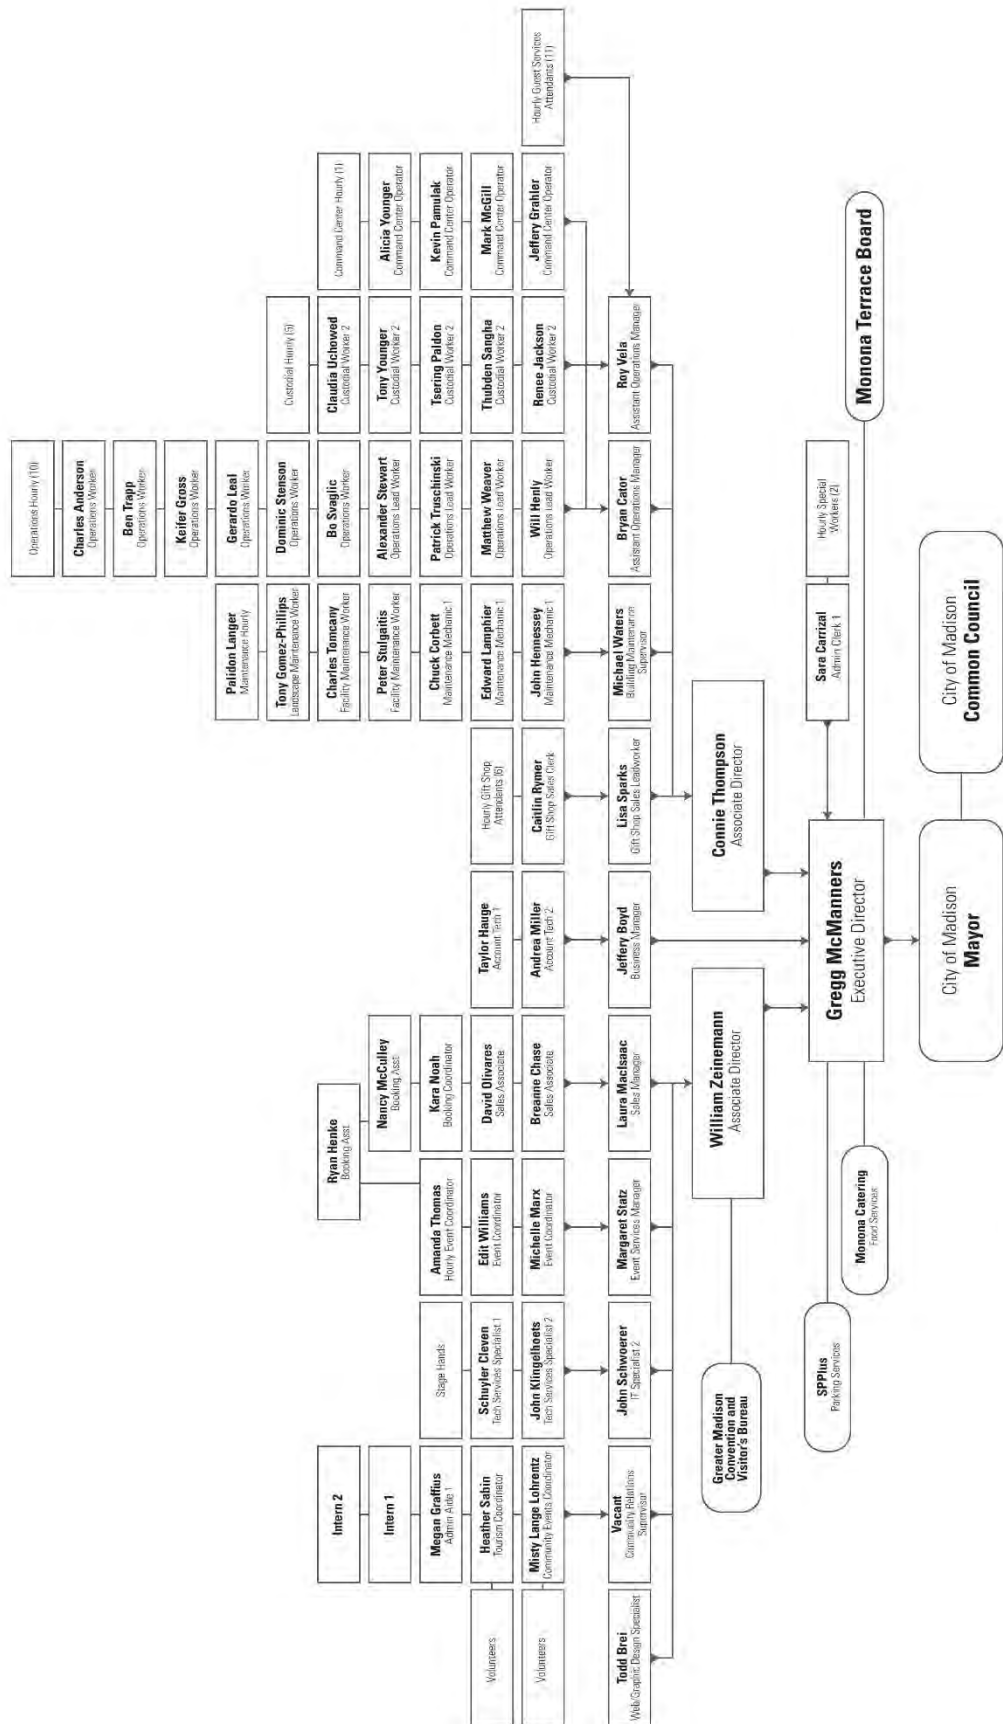 City of Madison
Mayor
City of Madison
Common Council
Gregg McManners
Executive Director
Monona Terrace Board
SPPlus
Parking Services
Monona Catering
Food Services
Sara Carrizal
Admin Clerk 1
Hourly Special
Workers (2)
William Zeinemann
Associate Director
Connie Thompson
Associate Director
Greater Madison
Convention and
Visitor's Bureau
Todd Brei
Web/Graphic Design Specialist
Vacant
Community Relations
Supervisor
John Schwoerer
IT Specialist 2
Margaret Statz
Event Services Manager
Laura MacIsaac
Sales Manager
Jeffery Boyd
Business Manager
Lisa Sparks
Gift Shop Sales Leadworker
Michael Waters
Building Maintenance
Supervisor
Bryan Cator
Assistant Operations Manager
Roy Vela
Assistant Operations Manager
Volunteers
Misty Lange Lohrentz
Community Events Coordinator
John Klingelhoets
Tech Services Specialist 2
Michelle Marx
Event Coordinator
Breanne Chase
Sales Associate
Andrea Miller
Account Tech 2
Caitlin Rymer
Gift Shop Sales Clerk
John Hennessey
Maintenance Mechanic 1
Will Henly
Operations Lead Worker
Renee Jackson
Custodial Worker 2
Jeffery Grahler
Command Center Operator
Hourly Guest Services
Attendants (11)
Volunteers
Heather Sabin
Tourism Coordinator
Schuyler Cleven
Tech Services Specialist 1
Edit Williams
Event Coordinator
David Olivares
Sales Associate
Taylor Hauge
Account Tech 1
Hourly Gift Shop
Attendants (6)
Edward Lamphier
Maintenance Mechanic 1
Matthew Weaver
Operations Lead Worker
Thubden Sangha
Custodial Worker 2
Mark McGill
Command Center Operator
Megan Graffius
Admin Aide 1
Stage Hands
Amanda Thomas
Hourly Event Coordinator
Kara Noah
Booking Coordinator
Chuck Corbett
Maintenance Mechanic 1
Patrick Truschinski
Operations Lead Worker
Tsering Paldon
Custodial Worker 2
Kevin Pamulak
Command Center Operator
Intern 1
Nancy McCulley
Booking Asst.
Peter Stulgaitis
Facility Maintenance Worker
Alexander Stewart
Operations Lead Worker
Tony Younger
Custodial Worker 2
Alicia Younger
Command Center Operator
Intern 2
Ryan Henke
Booking Asst.
Charles Tomcany
Facility Maintenance Worker
Bo Svaglic
Operations Worker
Claudia Uchowed
Custodial Worker 2
Command Center Hourly (1)
Tony Gomez-Phillips
Landscape Maintenance Worker
Dominic Stenson
Operations Worker
Custodial Hourly (5)
Palidon Langer
Maintenance Hourly
Gerardo Leal
Operations Worker
Keifer Gross
Operations Worker
Ben Trapp
Operations Worker
Charles Anderson
Operations Worker
Operations Hourly (10)